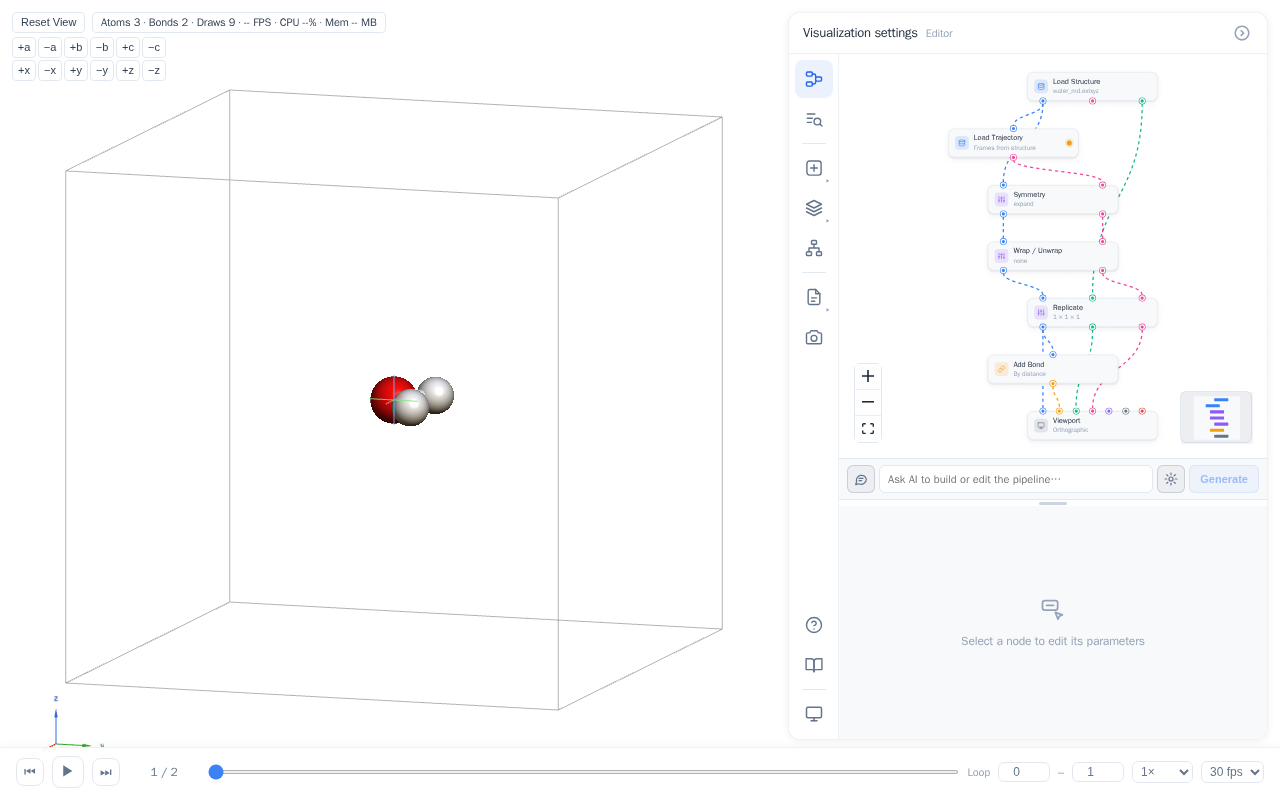 Reset View
Atoms 3 · Bonds 2 · Draws 9 · -- FPS · CPU --% · Mem -- MB
+a −a +b −b +c −c
+x −x +y −y +z −z
z
y
Visualization settings Editor
Load Structure
water_md.extxyz
Load Trajectory
Frames from structure
Symmetry
expand
Wrap / Unwrap
none
Replicate
1 × 1 × 1
Add Bond
By distance
Viewport
Orthographic
Ask AI to build or edit the pipeline···
Generate
Select a node to edit its parameters
1 / 2
Loop 0 – 1 1× 30 fps